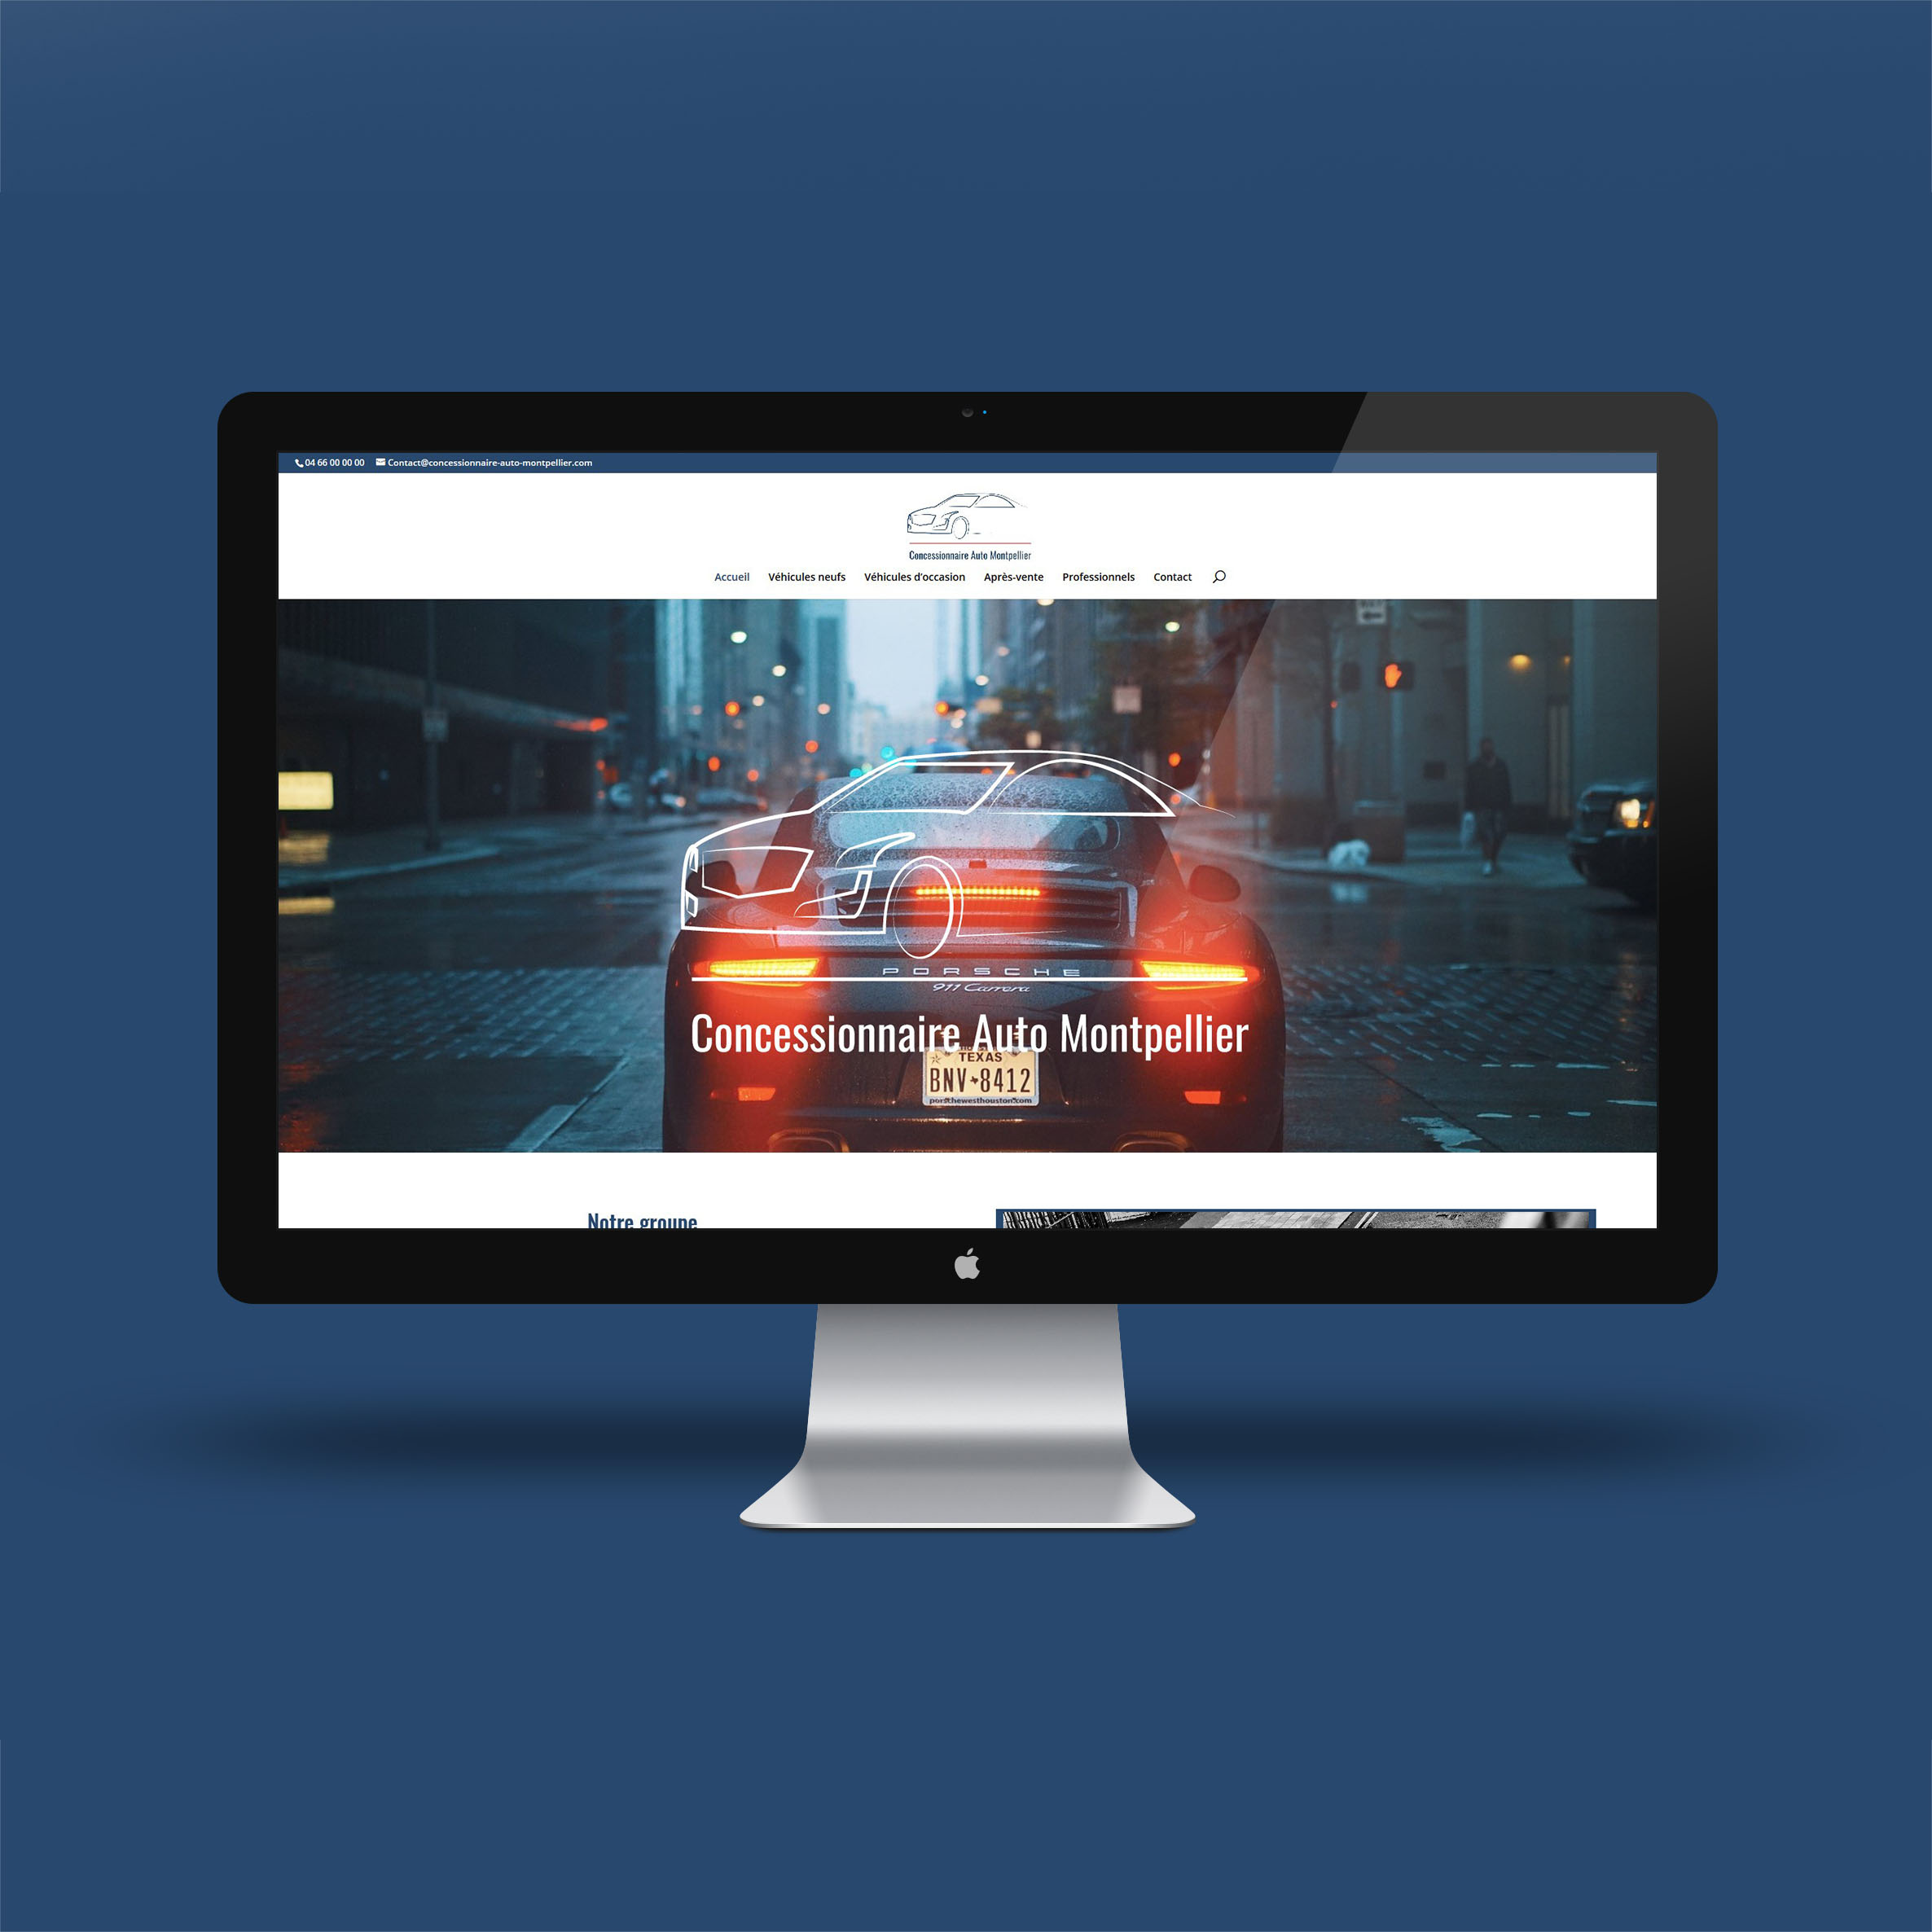 04 66 00 00 00 Contact@concessionnaire-auto-montpellier.com
Concessionnaire Auto Montpellier
Accueil Véhicules neufs Véhicules d'occasion Après-vente Professionnels Contact
PORSCHE
911 Carrera
Concessionnaire Auto Montpellier
TEXAS
BNV 8412
porschewesthouston.com
Notre groupe